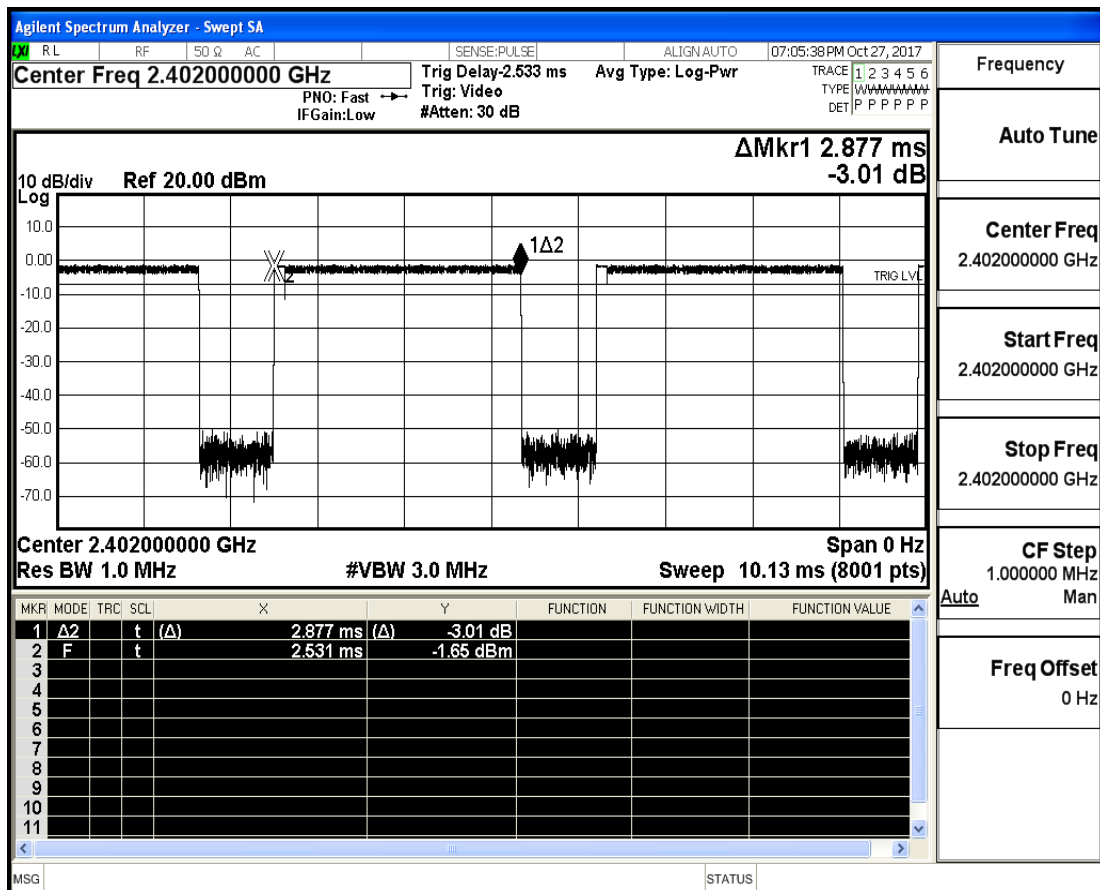 Agilent Spectrum Analyzer - Swept SA
LXI RL RF 50 Ω AC SENSE:PULSE ALIGN AUTO 07:05:38 PM Oct 27, 2017
Center Freq 2.402000000 GHz
PNO: Fast
IFGain:Low
Trig Delay-2.533 ms
Trig: Video
#Atten: 30 dB
Avg Type: Log-Pwr
TRACE 1 2 3 4 5 6
TYPE WWWWWW
DET P P P P P P
ΔMkr1 2.877 ms
-3.01 dB
10 dB/div Ref 20.00 dBm
Log
10.0
0.00
-10.0
-20.0
-30.0
-40.0
-50.0
-60.0
-70.0
2
1Δ2
TRIG LVL
Center 2.402000000 GHz Span 0 Hz
Res BW 1.0 MHz #VBW 3.0 MHz Sweep 10.13 ms (8001 pts)
MKR MODE TRC SCL X Y FUNCTION FUNCTION WIDTH FUNCTION VALUE
1 Δ2 t (Δ) 2.877 ms (Δ) -3.01 dB
2 F t 2.531 ms -1.65 dBm
3
4
5
6
7
8
9
10
11
MSG STATUS
Frequency
Auto Tune
Center Freq
2.402000000 GHz
Start Freq
2.402000000 GHz
Stop Freq
2.402000000 GHz
CF Step
1.000000 MHz
Auto Man
Freq Offset
0 Hz